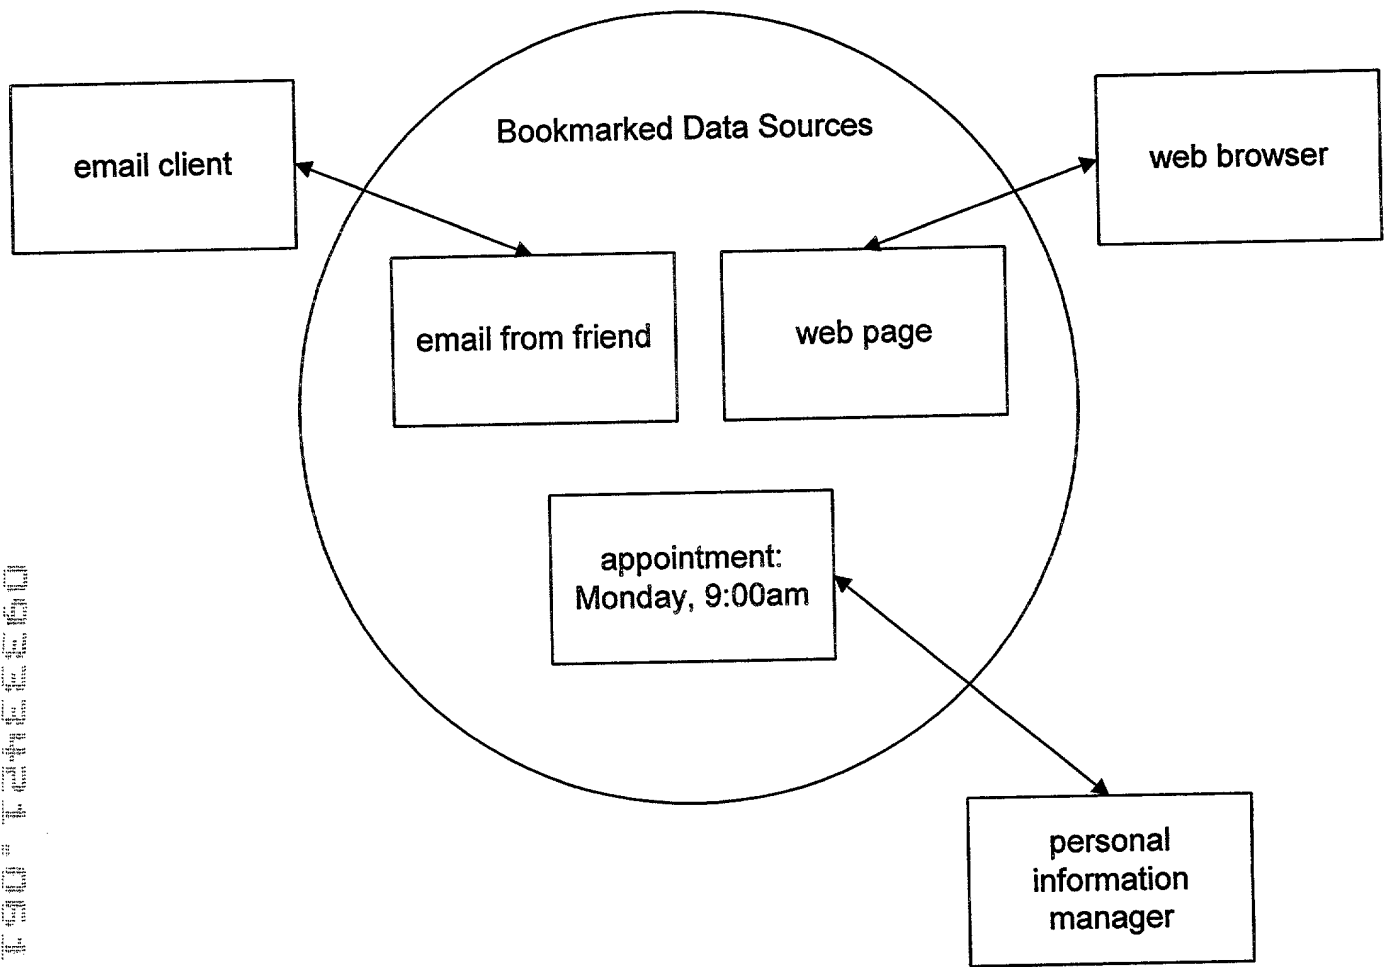 Bookmarked Data Sources
email client
web browser
email from friend
web page
appointment:
Monday, 9:00am
personal
information
manager